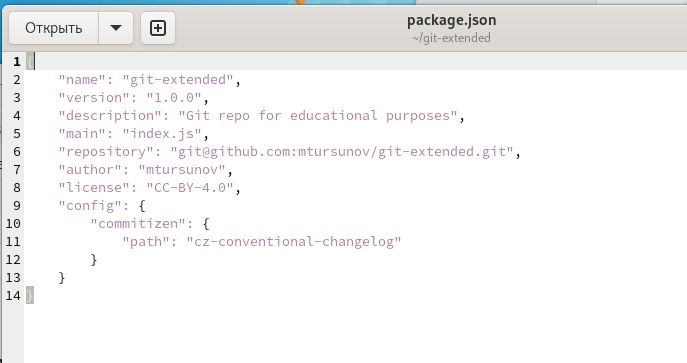 Открыть
package.json
~/git-extended
1 {
2     "name": "git-extended",
3     "version": "1.0.0",
4     "description": "Git repo for educational purposes",
5     "main": "index.js",
6     "repository": "git@github.com:mtursunov/git-extended.git",
7     "author": "mtursunov",
8     "license": "CC-BY-4.0",
9     "config": {
10         "commitizen": {
11             "path": "cz-conventional-changelog"
12         }
13     }
14 }